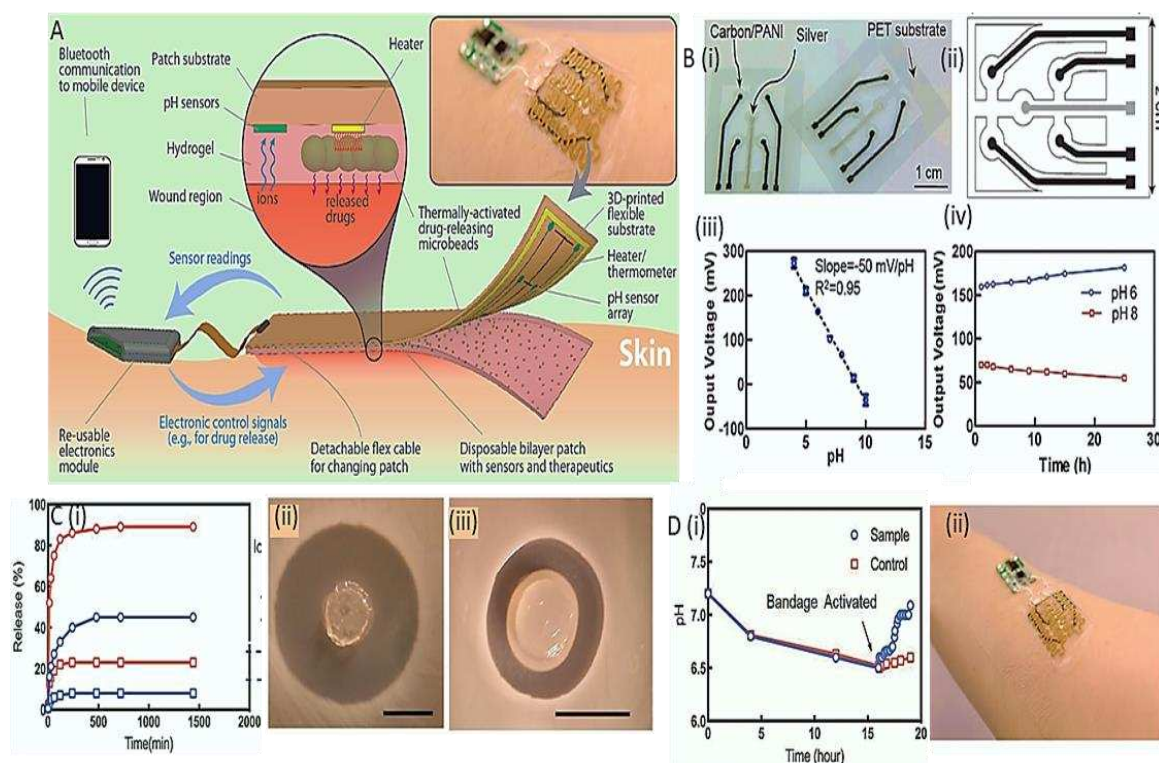 A
Bluetooth
communication
to mobile device
Patch substrate
pH sensors
Hydrogel
Wound region
Heater
ions
released
drugs
Thermally-activated
drug-releasing
microbeads
3D-printed
flexible
substrate
Heater/
thermometer
pH sensor
array
Sensor readings
Skin
Re-usable
electronics
module
Electronic control signals
(e.g., for drug release)
Detachable flex cable
for changing patch
Disposable bilayer patch
with sensors and therapeutics
B (i)
Carbon/PANI
Silver
PET substrate
1 cm
(ii)
(iii)
Ouput Voltage (mV)
300
200
100
0
-100
0 5 10 15
pH
Slope=-50 mV/pH
R²=0.95
(iv)
Output Voltage (mV)
200
150
100
50
0
0 10 20 30
Time (h)
pH 6
pH 8
C (i)
Release (%)
100
80
60
40
20
0
0 500 1000 1500 2000
Time(min)
(ii)
(iii)
D (i)
pH
7.5
7.0
6.5
6.0
0 4 8 12 16 20
Time (hour)
Sample
Control
Bandage Activated
(ii)